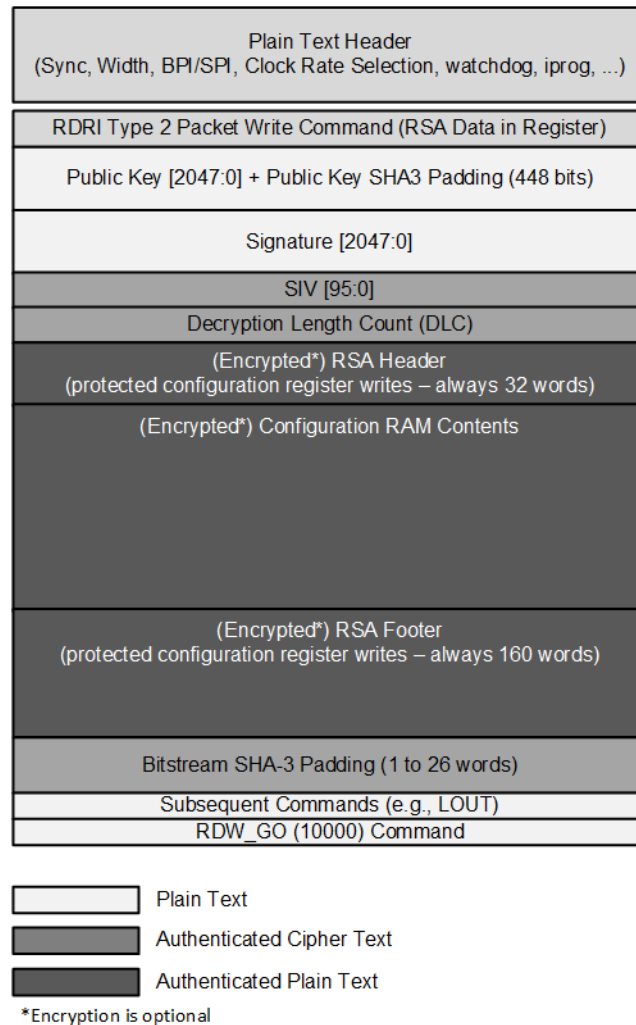 Plain Text Header
(Sync, Width, BPI/SPI, Clock Rate Selection, watchdog, iprog, ...)
RDRI Type 2 Packet Write Command (RSA Data in Register)
Public Key [2047:0] + Public Key SHA3 Padding (448 bits)
Signature [2047:0]
SIV [95:0]
Decryption Length Count (DLC)
(Encrypted*) RSA Header
(protected configuration register writes – always 32 words)
(Encrypted*) Configuration RAM Contents
(Encrypted*) RSA Footer
(protected configuration register writes – always 160 words)
Bitstream SHA-3 Padding (1 to 26 words)
Subsequent Commands (e.g., LOUT)
RDW_GO (10000) Command
Plain Text
Authenticated Cipher Text
Authenticated Plain Text
*Encryption is optional